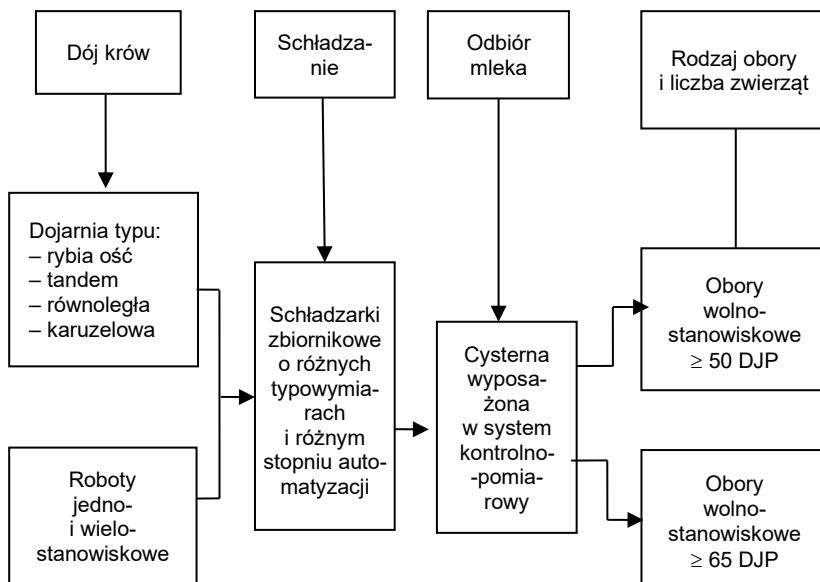 Dój krów
Schładza-
nie
Odbiór
mleka
Rodzaj obory
i liczba zwierząt
Dojarnia typu:
– rybia ość
– tandem
– równoległa
– karuzelowa
Roboty
jedno-
i wielo-
stanowiskowe
Schładzarki
zbiornikowe
o różnych
typowymia-
rach
i różnym
stopniu auto-
matyzacji
Cysterna
wyposa-
żona
w system
kontrolno-
-pomia-
rowy
Obory
wolno-
stanowiskowe
≥ 50 DJP
Obory
wolno-
stanowiskowe
≥ 65 DJP